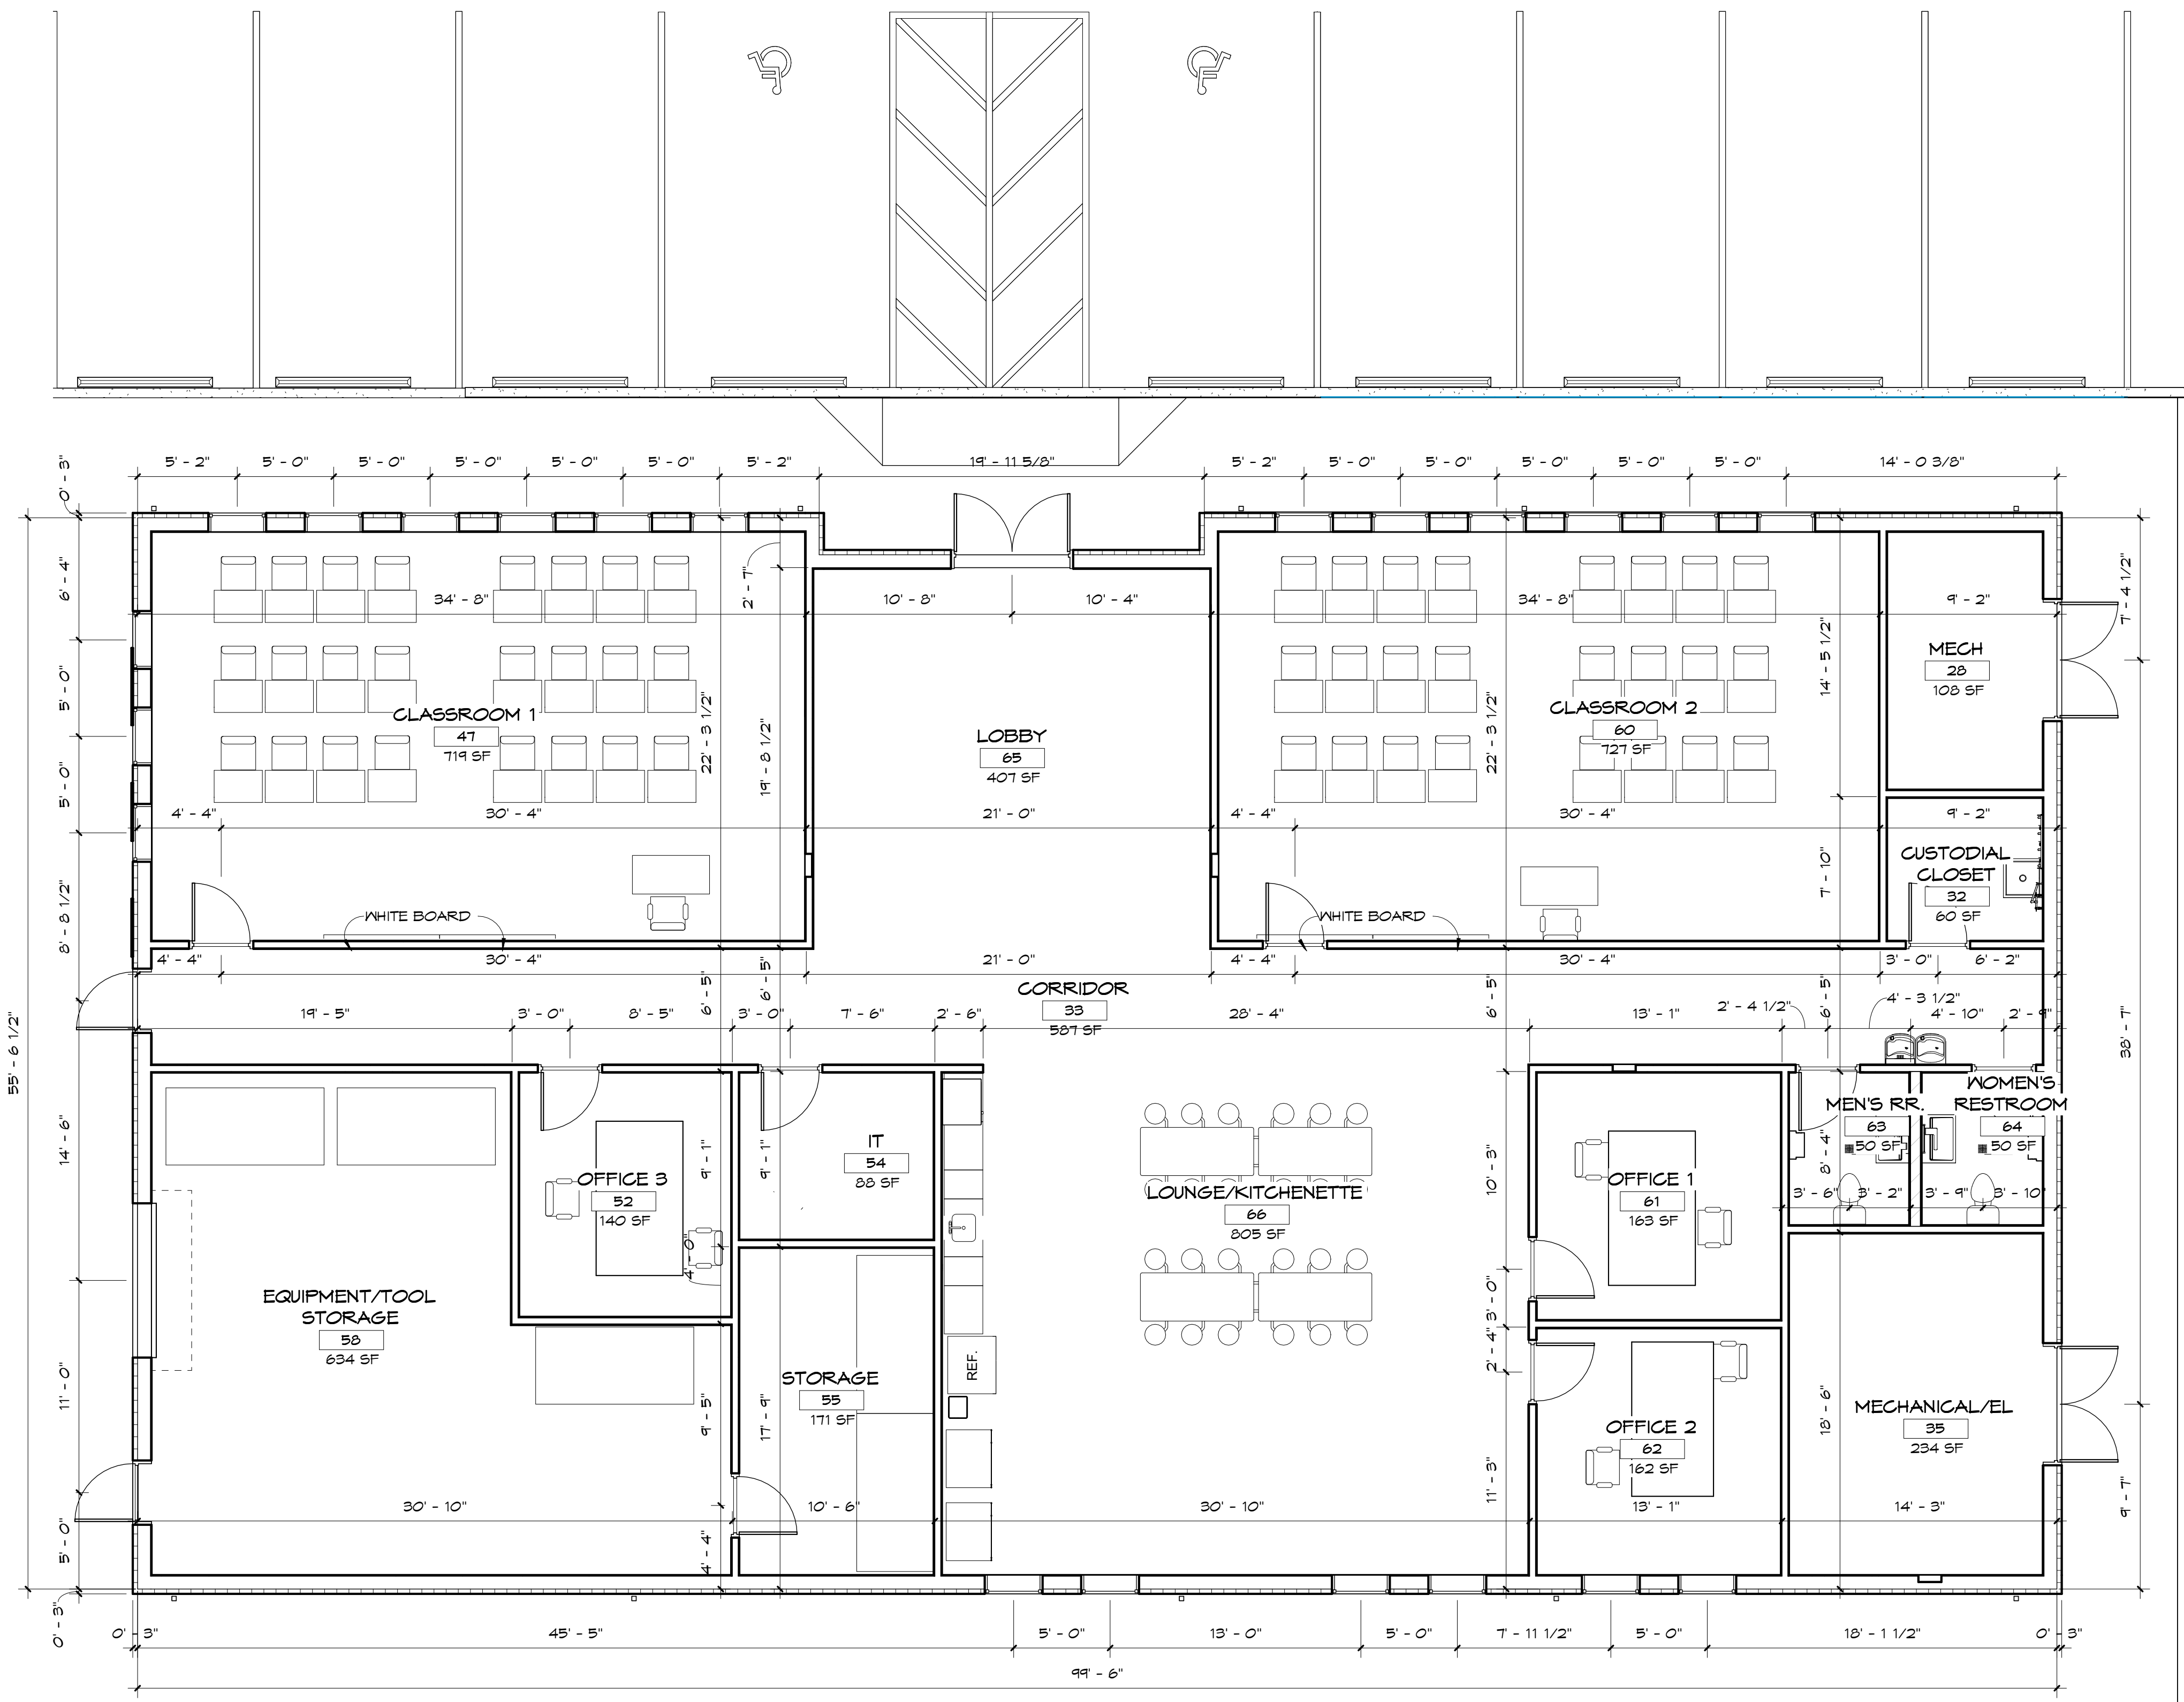 5' - 2" 5' - 0" 5' - 0" 5' - 0" 5' - 0" 5' - 0" 5' - 2" 19' - 11 5/8" 5' - 2" 5' - 0" 5' - 0" 5' - 0" 5' - 0" 5' - 0" 14' - 0 3/8"
0' - 3"
6' - 4"
5' - 0"
5' - 0"
8' - 8 1/2"
14' - 6"
11' - 0"
5' - 0"
0' - 3"
55' - 6 1/2"
34' - 8" 2' - 7" 10' - 8" 10' - 4" 34' - 8" 9' - 2"
7' - 4 1/2"
38' - 7"
9' - 7"
CLASSROOM 1
47
719 SF
22' - 3 1/2"
19' - 8 1/2"
LOBBY
65
407 SF
22' - 3 1/2"
CLASSROOM 2
60
727 SF
14' - 5 1/2"
MECH
28
108 SF
4' - 4" 30' - 4" 21' - 0" 4' - 4" 30' - 4" 9' - 2"
7' - 10"
CUSTODIAL
CLOSET
32
60 SF
WHITE BOARD
WHITE BOARD
4' - 4" 30' - 4" 21' - 0" 4' - 4" 30' - 4" 3' - 0" 6' - 2"
6' - 5"
6' - 5"
6' - 5"
6' - 5"
CORRIDOR
33
587 SF
19' - 5" 3' - 0" 8' - 5" 3' - 0" 7' - 6" 2' - 6" 28' - 4" 13' - 1" 2' - 4 1/2" 4' - 3 1/2" 4' - 10" 2' - 9"
MEN'S RR.
63
50 SF
WOMEN'S
RESTROOM
64
50 SF
8' - 4"
3' - 6" 3' - 2" 3' - 9" 3' - 10"
OFFICE 3
52
140 SF
9' - 1"
4' - 0"
9' - 1"
IT
54
88 SF
LOUNGE/KITCHENETTE
66
805 SF
10' - 3"
OFFICE 1
61
163 SF
3' - 0"
2' - 4"
EQUIPMENT/TOOL
STORAGE
58
634 SF
REF.
STORAGE
55
171 SF
9' - 5"
17' - 9"
4' - 4"
11' - 3"
OFFICE 2
62
162 SF
18' - 6"
MECHANICAL/EL
35
234 SF
30' - 10" 10' - 6" 30' - 10" 13' - 1" 14' - 3"
0' - 3" 45' - 5" 5' - 0" 13' - 0" 5' - 0" 7' - 11 1/2" 5' - 0" 18' - 1 1/2" 0' - 3"
99' - 6"